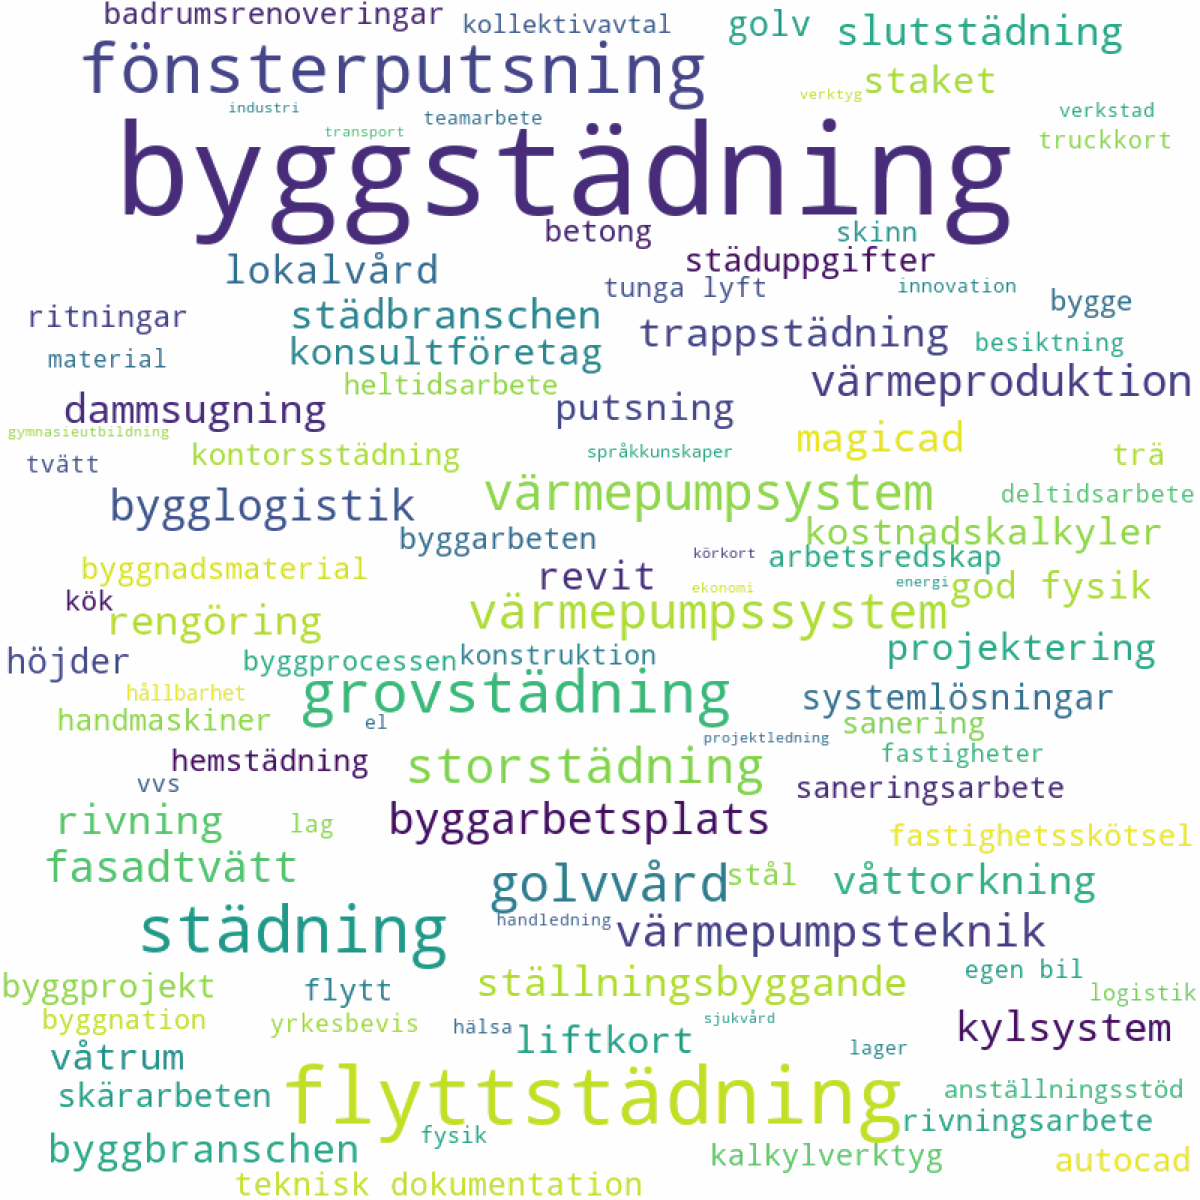 badrumsrenoveringar
kollektivavtal
golv
slutstädning
fönsterputsning
staket
verktyg
industri
teamarbete
verkstad
transport
truckkort
byggstädning
betong
skinn
lokalvård
städuppgifter
tunga lyft
innovation
bygge
ritningar
städbranschen
trappstädning
besiktning
material
konsultföretag
heltidsarbete
värmeproduktion
dammsugning
putsning
gymnasieutbildning
magicad
tvätt
kontorsstädning
språkkunskaper
trä
bygglogistik
värmepumpsystem
deltidsarbete
byggarbeten
kostnadskalkyler
körkort
arbetsredskap
byggnadsmaterial
revit
ekonomi
energi
god fysik
kök
rengöring
värmepumpssystem
höjder
byggprocessen
konstruktion
projektering
hållbarhet
grovstädning
systemlösningar
handmaskiner
el
sanering
projektledning
hemstädning
fastigheter
vvs
storstädning
saneringsarbete
rivning
lag
byggarbetsplats
fastighetsskötsel
fasadtvätt
golvvård
stål
våttorkning
städning
handledning
värmepumpsteknik
byggprojekt
flytt
ställningsbyggande
egen bil
logistik
byggnation
yrkesbevis
hälsa
liftkort
sjukvård
kylsystem
våtrum
lager
skärarbeten
flyttstädning
anställningsstöd
rivningsarbete
byggbranschen
fysik
kalkylverktyg
autocad
teknisk dokumentation